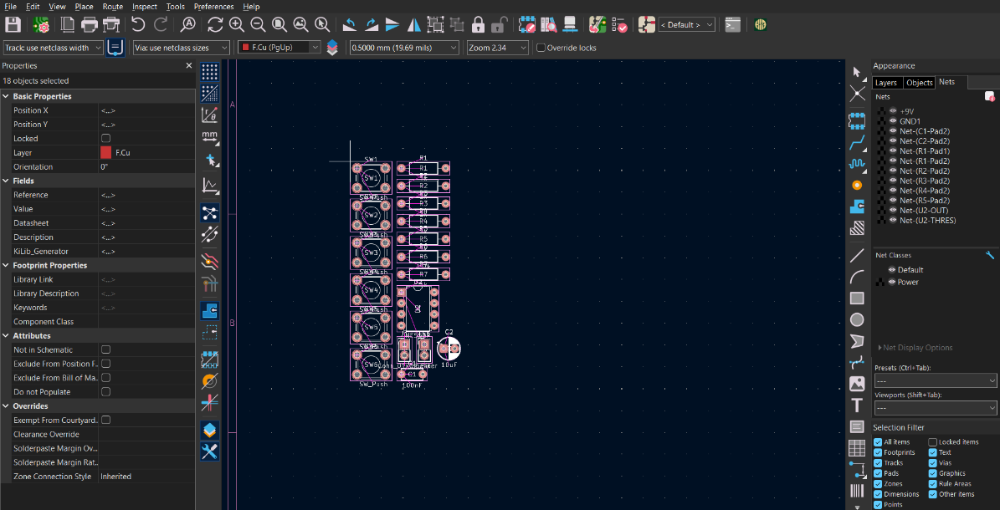 File Edit View Place Route Inspect Tools Preferences Help
< Default >
Track: use netclass width
Via: use netclass sizes
F.Cu (PgUp)
0.5000 mm (19.69 mils)
Zoom 2.34
Override locks
Properties
18 objects selected
Basic Properties
Position X <...>
Position Y <...>
Locked
Layer F.Cu
Orientation 0°
Fields
Reference <...>
Value <...>
Datasheet <...>
Description <...>
KiLib_Generator <...>
Footprint Properties
Library Link <...>
Library Description <...>
Keywords <...>
Component Class
Attributes
Not in Schematic
Exclude From Position F...
Exclude From Bill of Ma...
Do not Populate
Overrides
Exempt From Courtyard...
Clearance Override
Solderpaste Margin Ov...
Solderpaste Margin Rat...
Zone Connection Style Inherited
mm
A
B
SW1
SW1
SW2
SW3
SW4
SW5
SW6
SW_Push
R1
R1
R2
R3
R4
R5
R6
R7
U2
C2
10uF
C1
100nF
Appearance
Layers Objects Nets
Nets
+9V
GND1
Net-(C1-Pad2)
Net-(C2-Pad2)
Net-(R1-Pad1)
Net-(R2-Pad2)
Net-(R3-Pad2)
Net-(R4-Pad2)
Net-(R5-Pad2)
Net-(U2-OUT)
Net-(U2-THRES)
Net Classes
Default
Power
Net Display Options
Presets (Ctrl+Tab):
---
Viewports (Shift+Tab):
---
Selection Filter
All items Locked items
Footprints Text
Tracks Vias
Pads Graphics
Zones Rule Areas
Dimensions Other items
Points